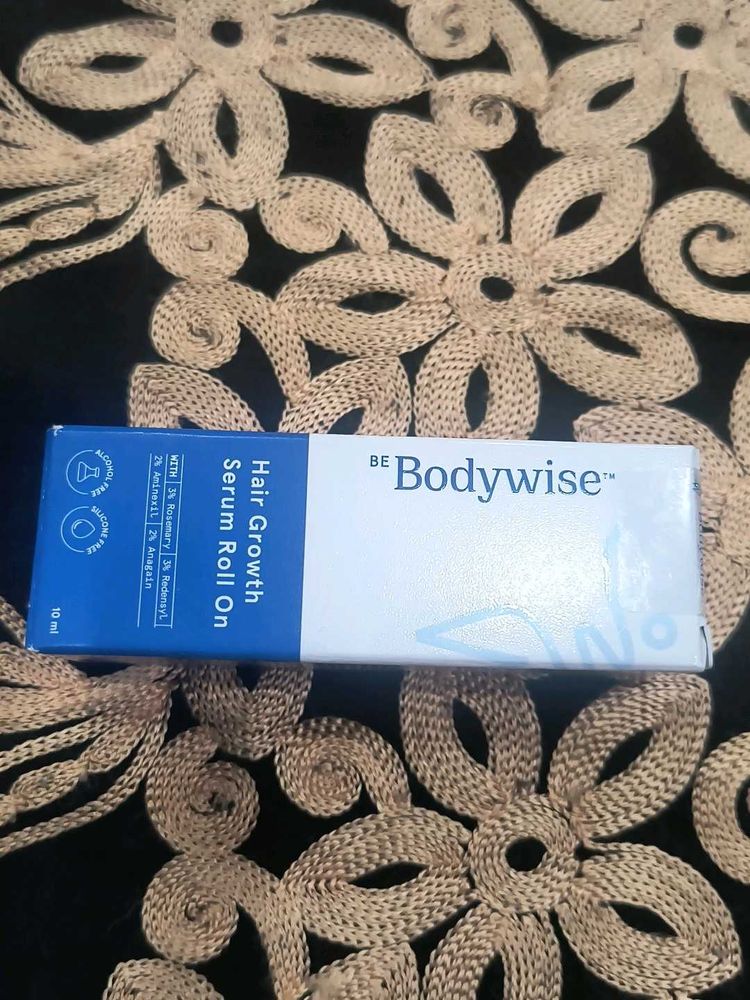 BE Bodywise™
Hair Growth
Serum Roll On
WITH 3% Rosemary 3% Redensyl
2% Aminexil 2% Anagain
ALCOHOL FREE
SILICONE FREE
10 ml